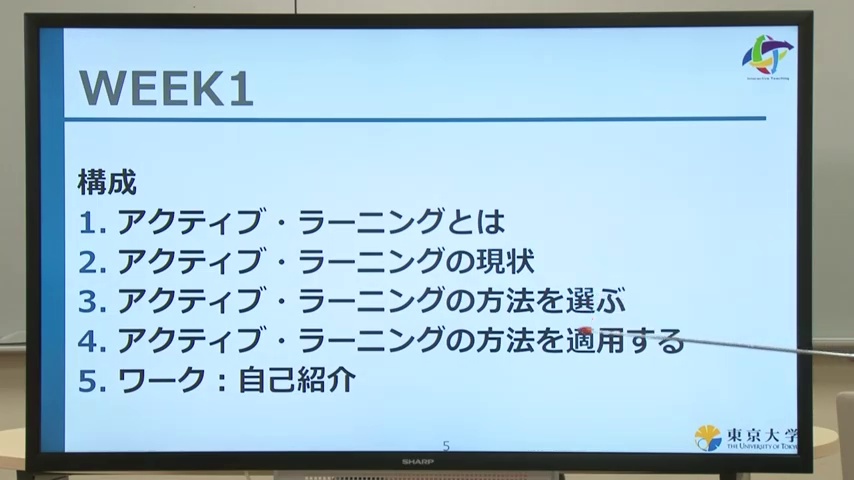 WEEK1
Interactive Teaching
構成
1. アクティブ・ラーニングとは
2. アクティブ・ラーニングの現状
3. アクティブ・ラーニングの方法を選ぶ
4. アクティブ・ラーニングの方法を適用する
5. ワーク：自己紹介
5
東京大学
THE UNIVERSITY OF TOKYO
SHARP